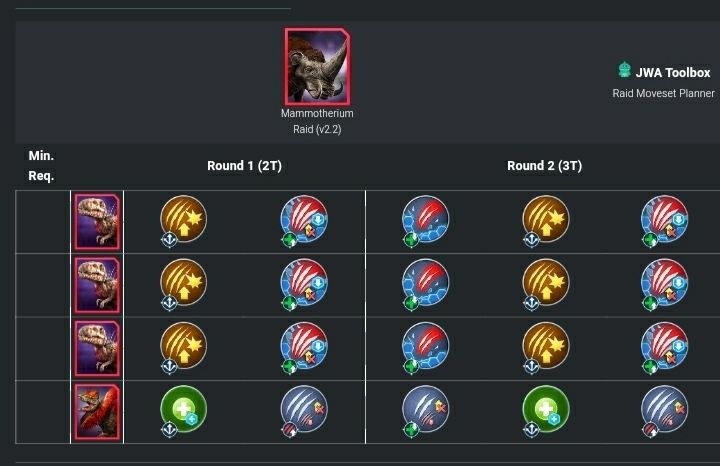 Mammotherium
Raid (v2.2)
JWA Toolbox
Raid Moveset Planner
Min.
Req.
Round 1 (2T)
Round 2 (3T)